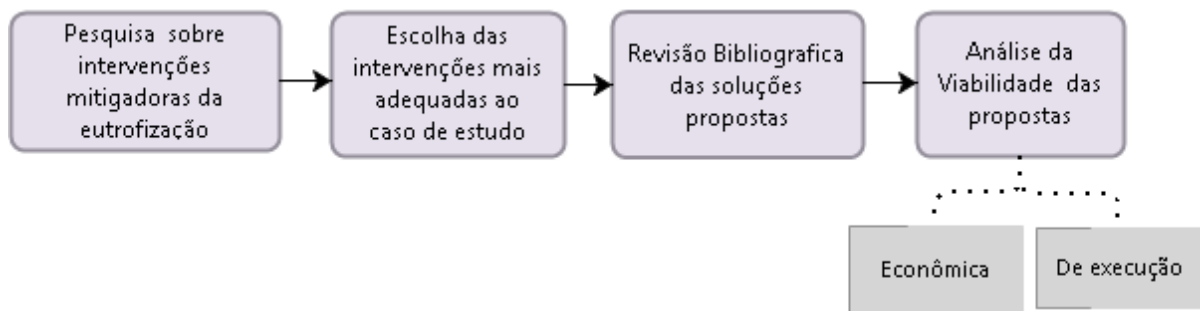 Pesquisa sobre
intervenções
mitigadoras da
eutrofização
Escolha das
intervenções mais
adequadas ao
caso de estudo
Revisão Bibliografica
das soluções
propostas
Análise da
Viabilidade das
propostas
Econômica
De execução